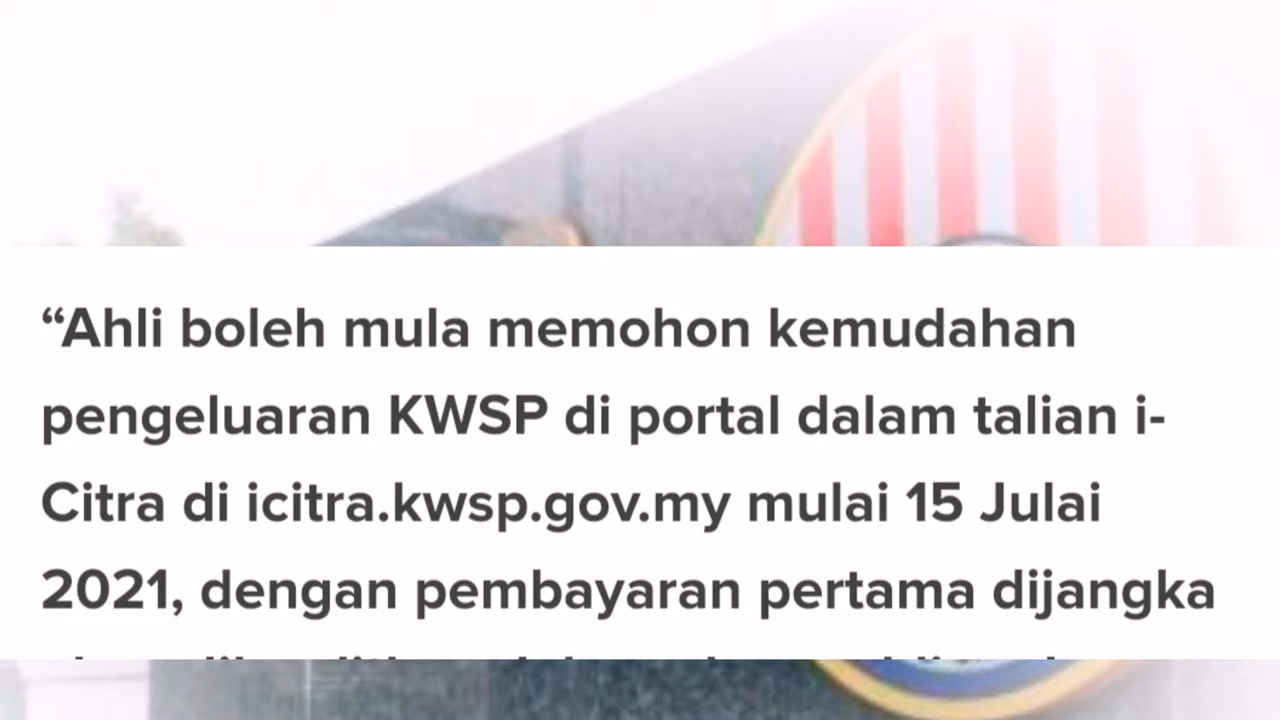 “Ahli boleh mula memohon kemudahan
pengeluaran KWSP di portal dalam talian i-
Citra di icitra.kwsp.gov.my mulai 15 Julai
2021, dengan pembayaran pertama dijangka